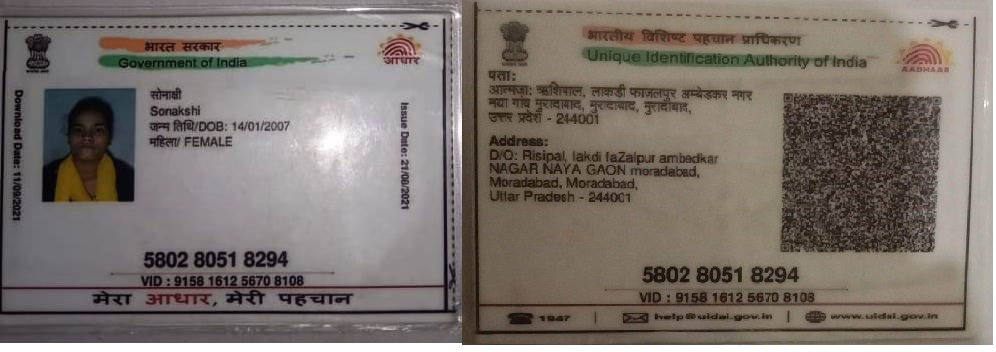 भारत सरकार
Government of India
आधार
Download Date: 11/09/2021
सोनाक्षी
Sonakshi
जन्म तिथि/DOB: 14/01/2007
महिला/ FEMALE
Issue Date: 21/08/2021
5802 8051 8294
VID : 9158 1612 5670 8108
मेरा आधार, मेरी पहचान
भारतीय विशिष्ट पहचान प्राधिकरण
Unique Identification Authority of India
AADHAAR
पता:
आत्मजा: ऋशिपाल, लाकडी फाजलपुर अम्बेडकर नगर
नया गांव मुरादाबाद, मुरादाबाद, मुरादाबाद,
उत्तर प्रदेश - 244001
Address:
D/O: Risipal, lakdi faZalpur ambedkar
NAGAR NAYA GAON moradabad,
Moradabad, Moradabad,
Uttar Pradesh - 244001
5802 8051 8294
VID : 9158 1612 5670 8108
1947
help@uidai.gov.in
www.uidai.gov.in